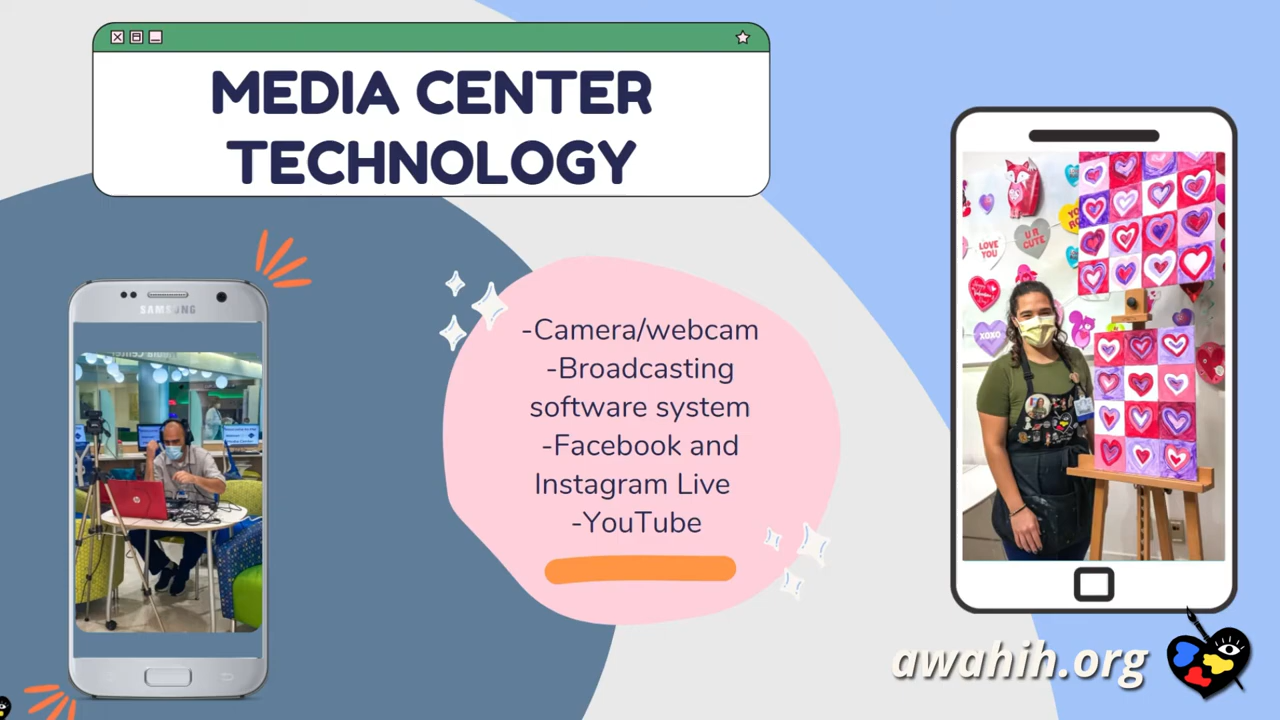 MEDIA CENTER
TECHNOLOGY
SAMSUNG
-Camera/webcam
-Broadcasting
software system
-Facebook and
Instagram Live
-YouTube
LOVE
YOU
U R
CUTE
XOXO
awahih.org